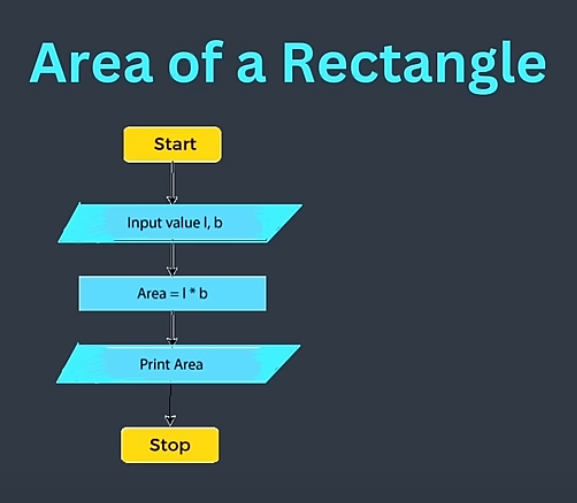 Area of a Rectangle
Start
Input value l, b
Area = l * b
Print Area
Stop